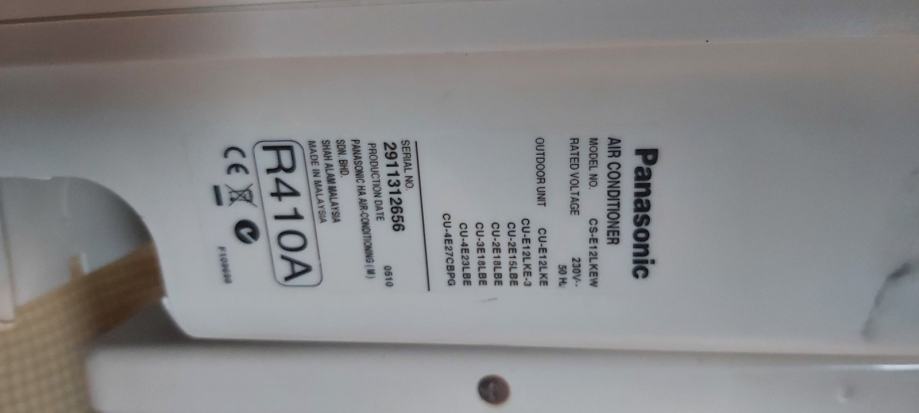 Panasonic
AIR CONDITIONER
MODEL NO. CS-E12LKEW
RATED VOLTAGE 230V~
50 Hz
OUTDOOR UNIT CU-E12LKE
CU-E12LKE-3
CU-2E15LBE
CU-2E18LBE
CU-3E18LBE
CU-4E23LBE
CU-4E27CBPG
SERIAL NO.
2911312656
PRODUCTION DATE 0610
PANASONIC HA AIR-CONDITIONING (M)
SDN. BHD.
SHAH ALAM MALAYSIA
MADE IN MALAYSIA
R410A
CE